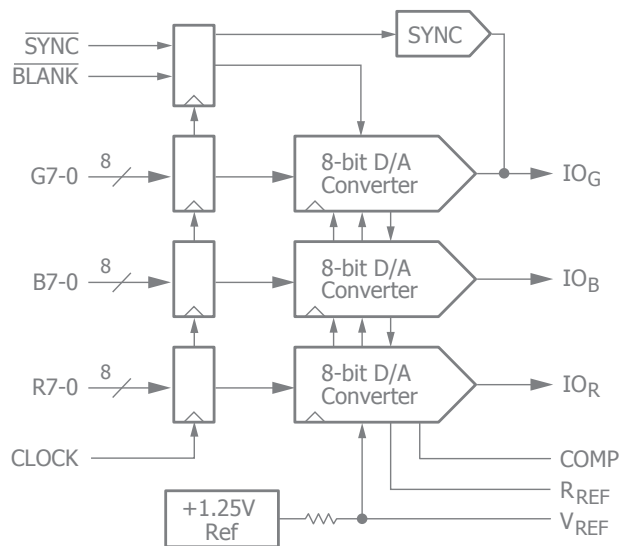 SYNC
SYNC
BLANK
G7-0
8
8-bit D/A
Converter
IOG
B7-0
8
8-bit D/A
Converter
IOB
R7-0
8
8-bit D/A
Converter
IOR
CLOCK
COMP
RREF
+1.25V
Ref
VREF